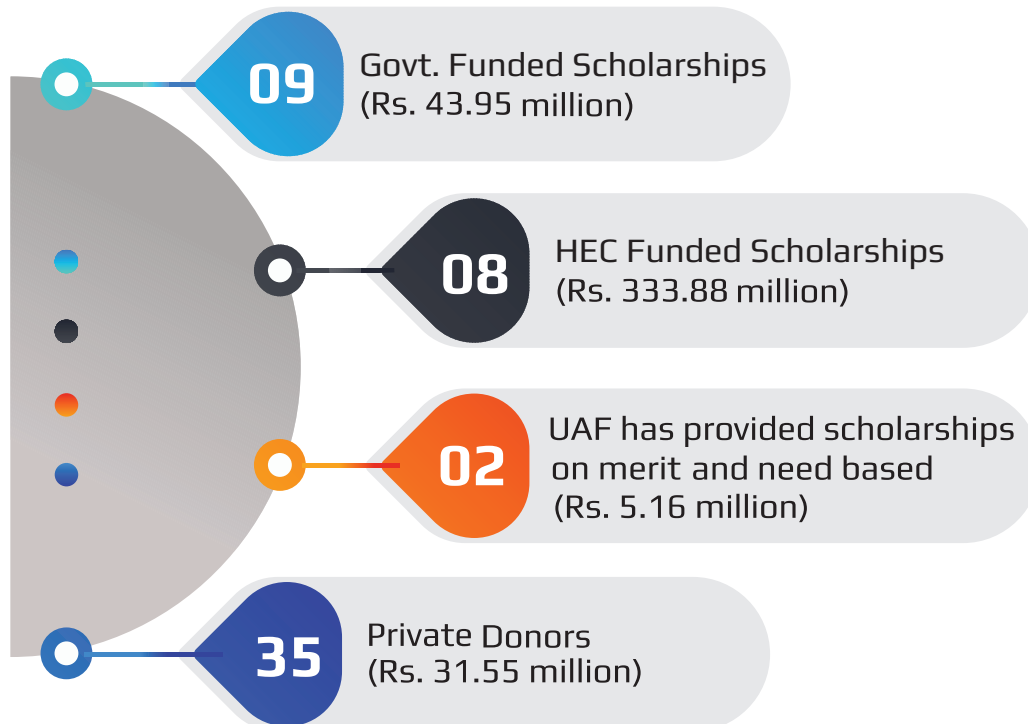 09
Govt. Funded Scholarships
(Rs. 43.95 million)
08
HEC Funded Scholarships
(Rs. 333.88 million)
02
UAF has provided scholarships
on merit and need based
(Rs. 5.16 million)
35
Private Donors
(Rs. 31.55 million)